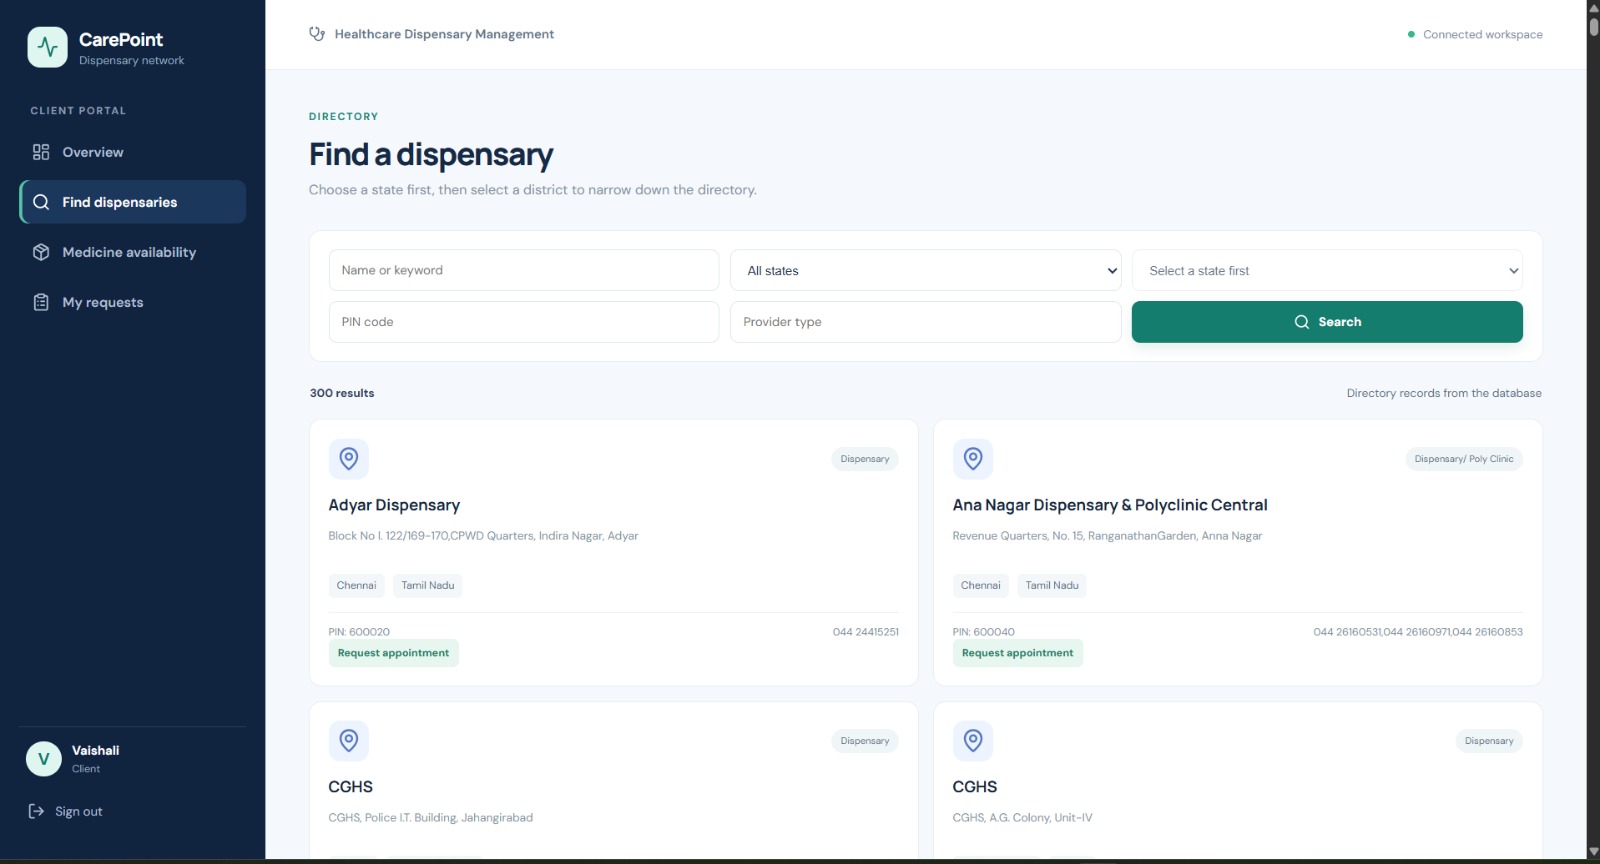 CarePoint
Dispensary network
CLIENT PORTAL
Overview
Find dispensaries
Medicine availability
My requests
V
Vaishali
Client
Sign out
Healthcare Dispensary Management
Connected workspace
DIRECTORY
Find a dispensary
Choose a state first, then select a district to narrow down the directory.
Name or keyword
All states
Select a state first
PIN code
Provider type
Search
300 results
Directory records from the database
Dispensary
Adyar Dispensary
Block No I. 122/169-170,CPWD Quarters, Indira Nagar, Adyar
Chennai
Tamil Nadu
PIN: 600020
044 24415251
Request appointment
Dispensary/ Poly Clinic
Ana Nagar Dispensary & Polyclinic Central
Revenue Quarters, No. 15, RanganathanGarden, Anna Nagar
Chennai
Tamil Nadu
PIN: 600040
044 26160531,044 26160971,044 26160853
Request appointment
Dispensary
CGHS
CGHS, Police I.T. Building, Jahangirabad
Dispensary
CGHS
CGHS, A.G. Colony, Unit-IV